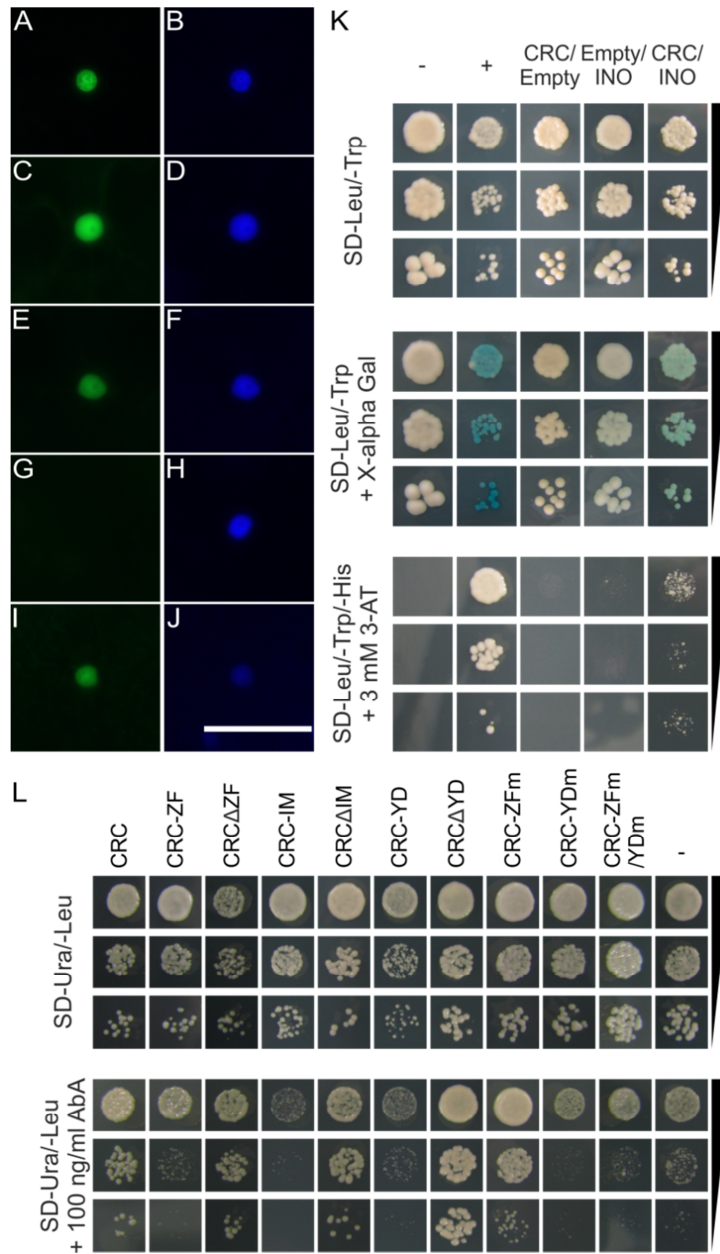 A
B
K
- + CRC/ Empty Empty/ INO CRC/ INO
SD-Leu/-Trp
C
D
E
F
SD-Leu/-Trp
+ X-alpha Gal
G
H
I
J
SD-Leu/-Trp/-His
+ 3 mM 3-AT
L
CRC CRC-ZF CRCΔZF CRC-IM CRCΔIM CRC-YD CRCΔYD CRC-ZFm CRC-YDm CRC-ZFm /YDm -
SD-Ura/-Leu
SD-Ura/-Leu
+ 100 ng/ml AbA